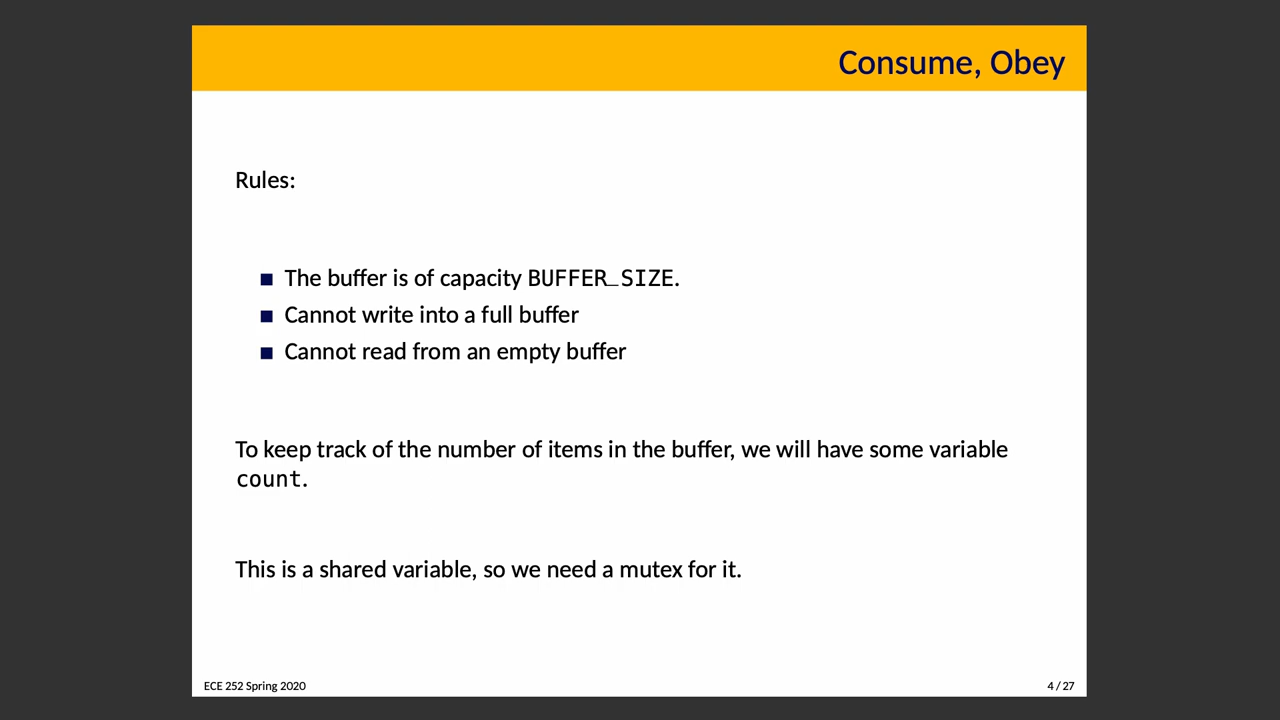 Consume, Obey
Rules:
The buffer is of capacity BUFFER_SIZE.
Cannot write into a full buffer
Cannot read from an empty buffer
To keep track of the number of items in the buffer, we will have some variable
count.
This is a shared variable, so we need a mutex for it.
ECE 252 Spring 2020
4 / 27